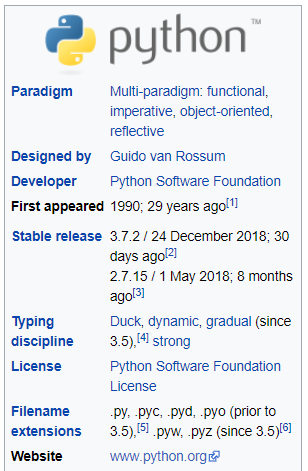 python™
Paradigm Multi-paradigm: functional,
imperative, object-oriented,
reflective
Designed by Guido van Rossum
Developer Python Software Foundation
First appeared 1990; 29 years ago[1]
Stable release 3.7.2 / 24 December 2018; 30
days ago[2]
2.7.15 / 1 May 2018; 8 months
ago[3]
Typing Duck, dynamic, gradual (since
discipline 3.5),[4] strong
License Python Software Foundation
License
Filename .py, .pyc, .pyd, .pyo (prior to
extensions 3.5),[5] .pyw, .pyz (since 3.5)[6]
Website www.python.org